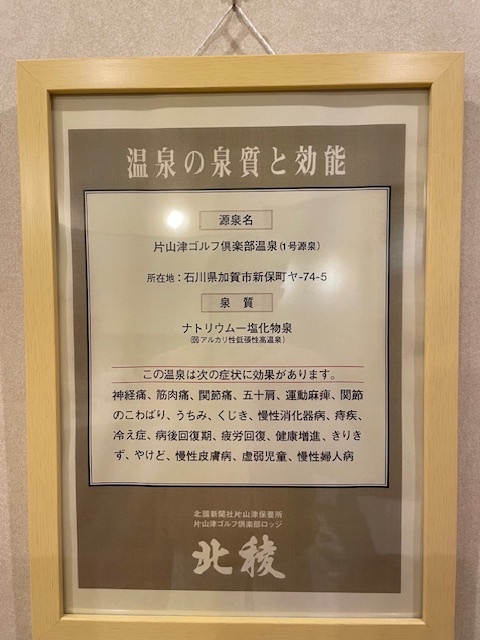 温泉の泉質と効能
源泉名
片山津ゴルフ倶楽部温泉(1号源泉)
所在地：石川県加賀市新保町ヤ-74-5
泉質
ナトリウム一塩化物泉
(弱アルカリ性低張性高温泉)
この温泉は次の症状に効果があります。
神経痛、筋肉痛、関節痛、五十肩、運動麻痺、関節
のこわばり、うちみ、くじき、慢性消化器病、痔疾、
冷え症、病後回復期、疲労回復、健康増進、きりき
ず、やけど、慢性皮膚病、虚弱児童、慢性婦人病
北國新聞社片山津保養所
片山津ゴルフ倶楽部ロッジ
北稜